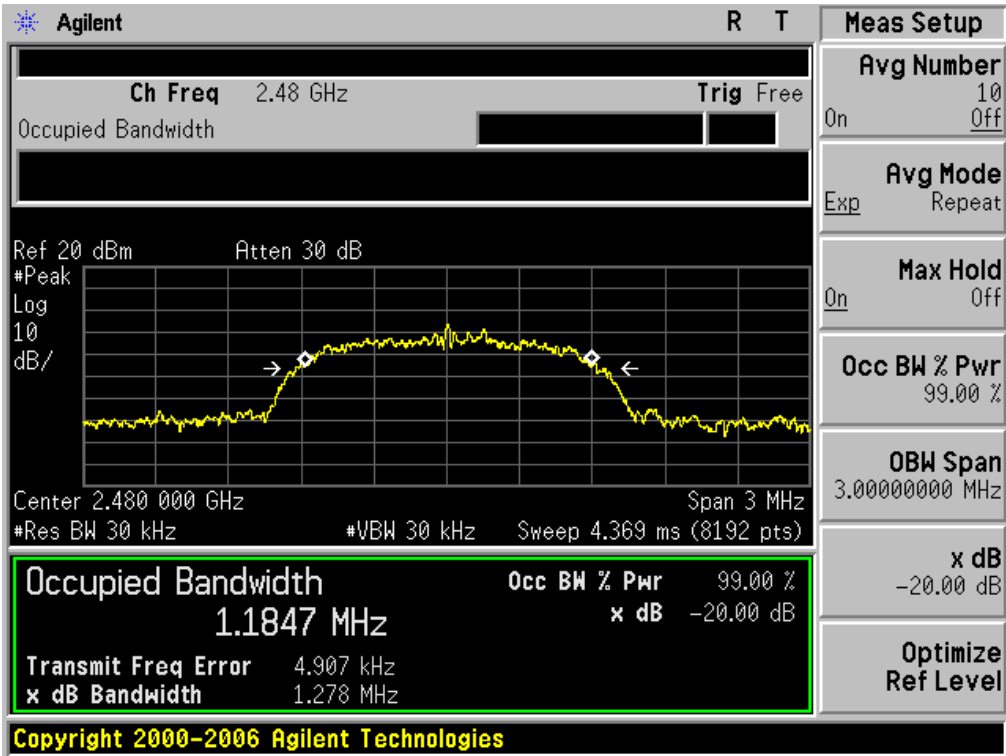 Agilent R T
Ch Freq 2.48 GHz Trig Free
Occupied Bandwidth
Ref 20 dBm Atten 30 dB
#Peak
Log
10
dB/
Center 2.480 000 GHz Span 3 MHz
#Res BW 30 kHz #VBW 30 kHz Sweep 4.369 ms (8192 pts)
Occupied Bandwidth Occ BW % Pwr 99.00 %
1.1847 MHz x dB -20.00 dB
Transmit Freq Error 4.907 kHz
x dB Bandwidth 1.278 MHz
Copyright 2000-2006 Agilent Technologies
Meas Setup
Avg Number
10
On Off
Avg Mode
Exp Repeat
Max Hold
On Off
Occ BW % Pwr
99.00 %
OBW Span
3.00000000 MHz
x dB
-20.00 dB
Optimize
Ref Level